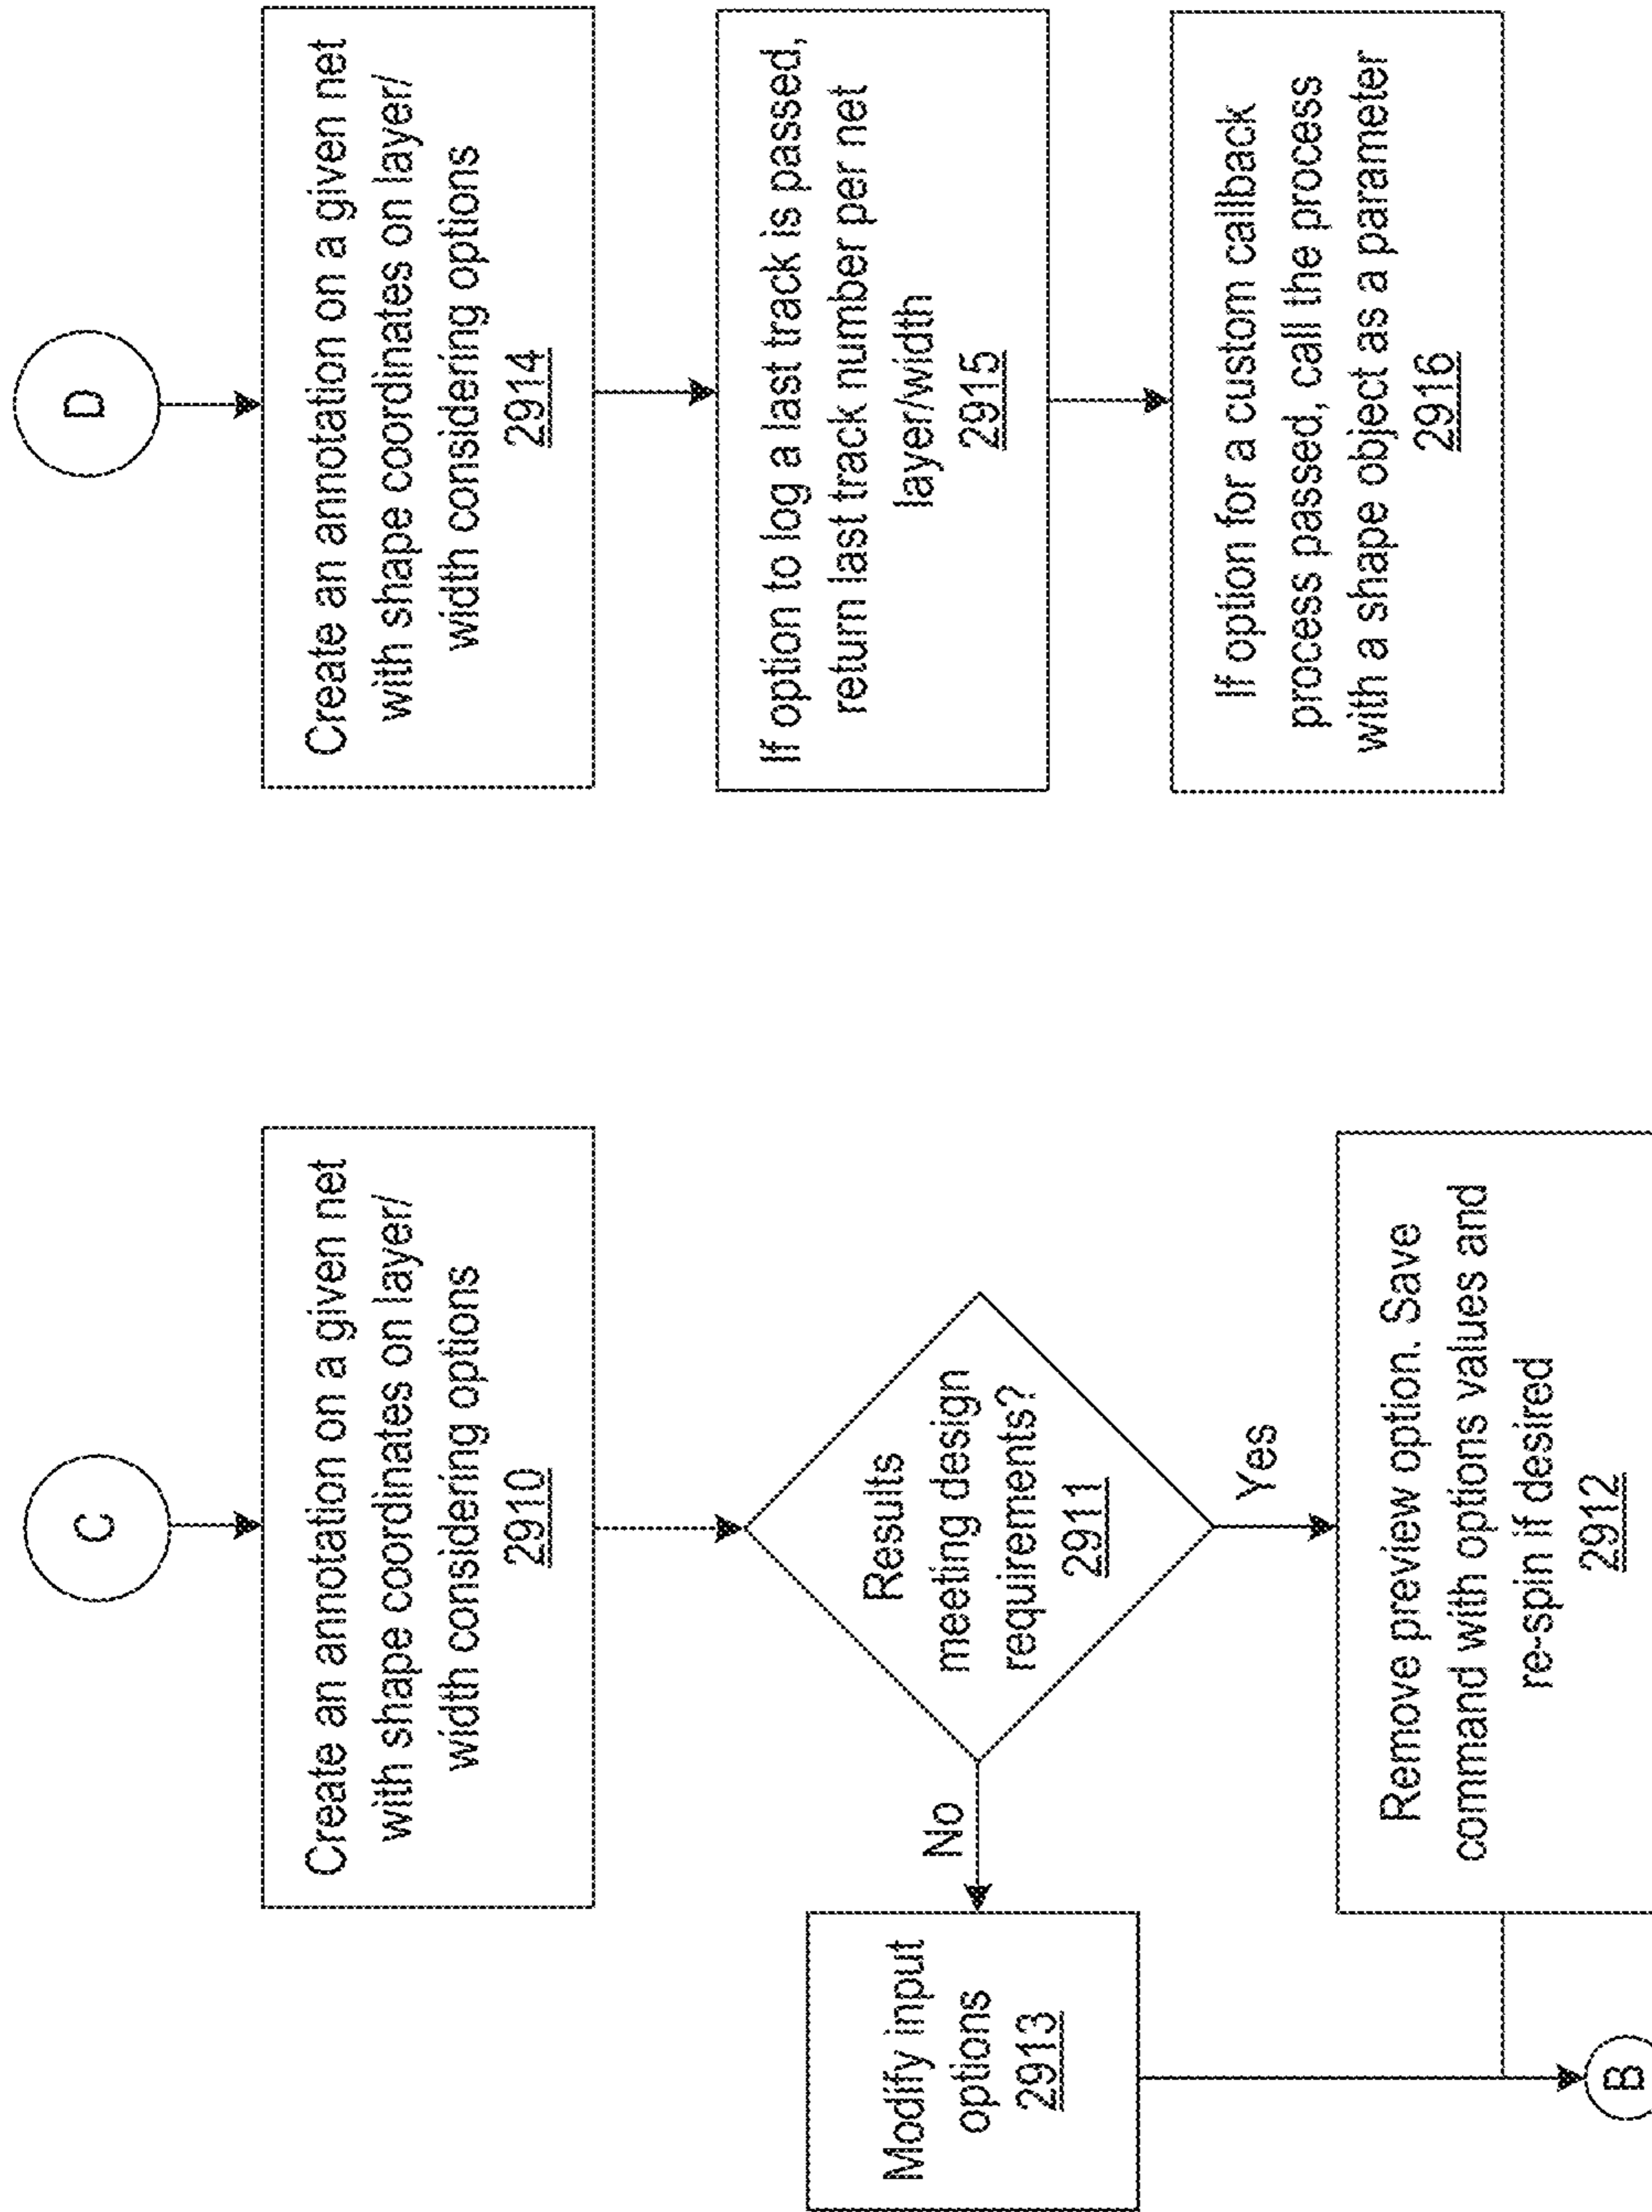 C
Create an annotation on a given net
with shape coordinates on layer/
width considering options
2910
Results
meeting design
requirements?
2911
No
Yes
Modify input
options
2913
Remove preview option. Save
command with options values and
re-spin if desired
2912
B
D
Create an annotation on a given net
with shape coordinates on layer/
width considering options
2914
If option to log a last track is passed,
return last track number per net
layer/width
2915
If option for a custom callback
process passed, call the process
with a shape object as a parameter
2916